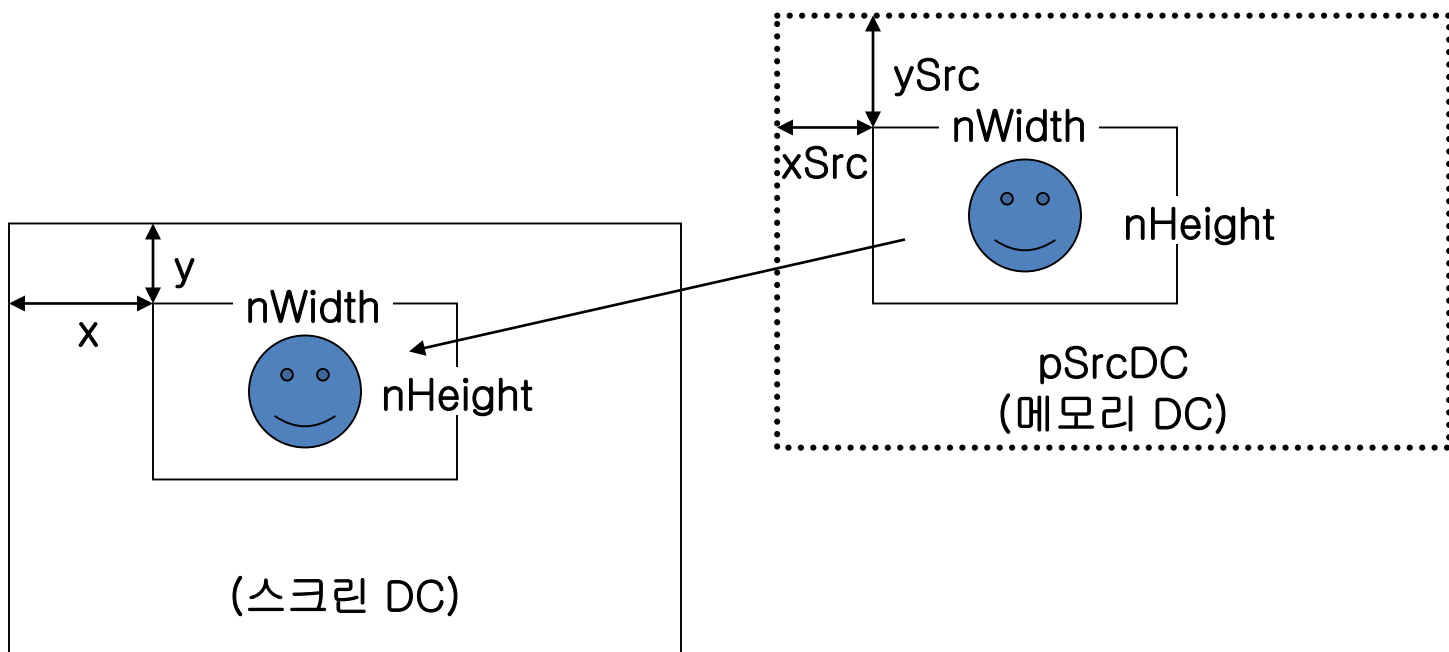 ySrc
nWidth
xSrc
nHeight
pSrcDC
(메모리 DC)
y
nWidth
x
nHeight
(스크린 DC)